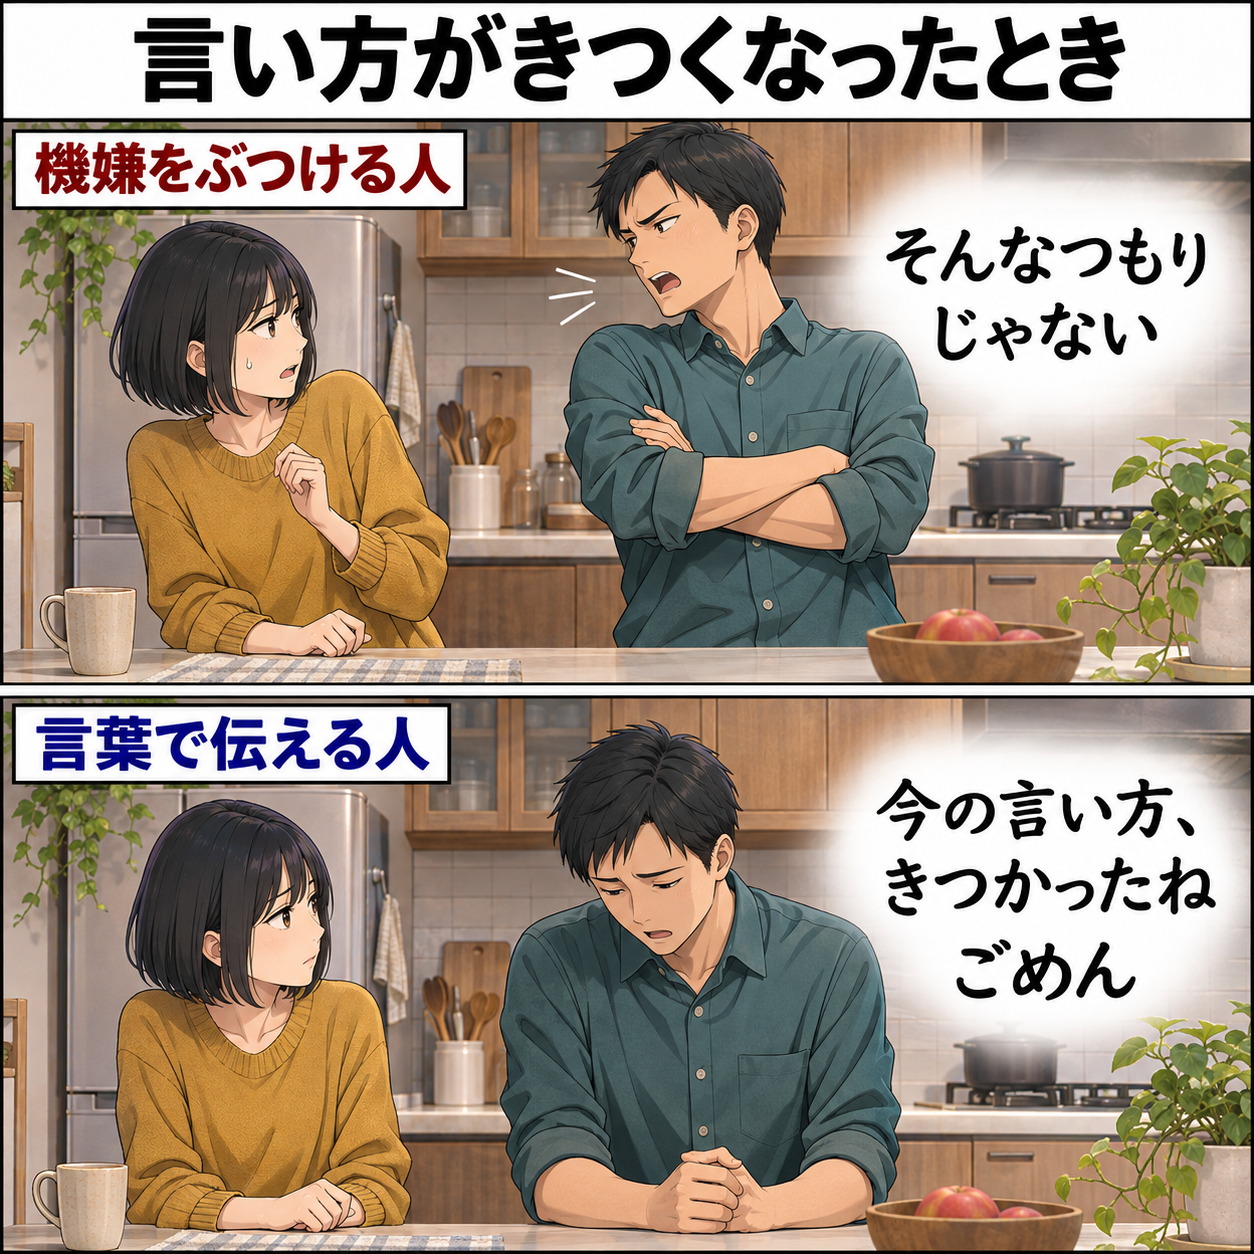 言い方がきつくなったとき
機嫌をぶつける人
そんなつもり
じゃない
言葉で伝える人
今の言い方、
きつかったね
ごめん